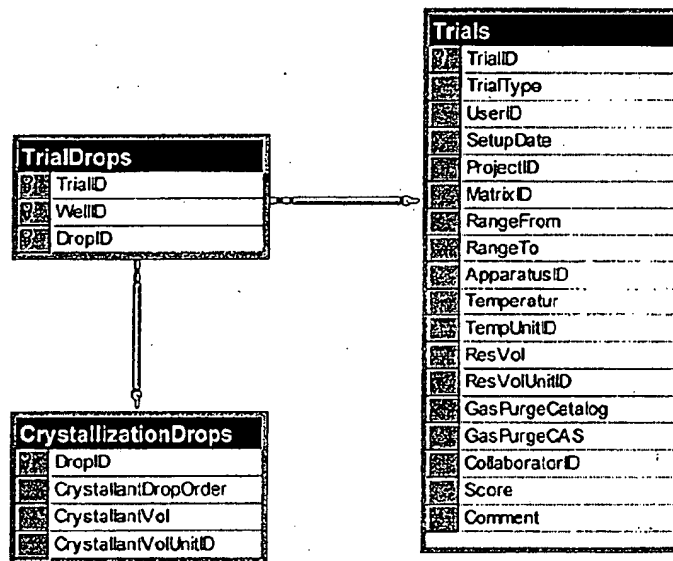 Trials
TrialID
TrialType
UserID
SetupDate
ProjectID
MatrixID
RangeFrom
RangeTo
ApparatusID
Temperatur
TempUnitID
ResVol
ResVolUnitID
GasPurgeCatalog
GasPurgeCAS
CollaboratorID
Score
Comment
TrialDrops
TrialID
WellID
DropID
CrystallizationDrops
DropID
CrystallantDropOrder
CrystallantVol
CrystallantVolUnitID